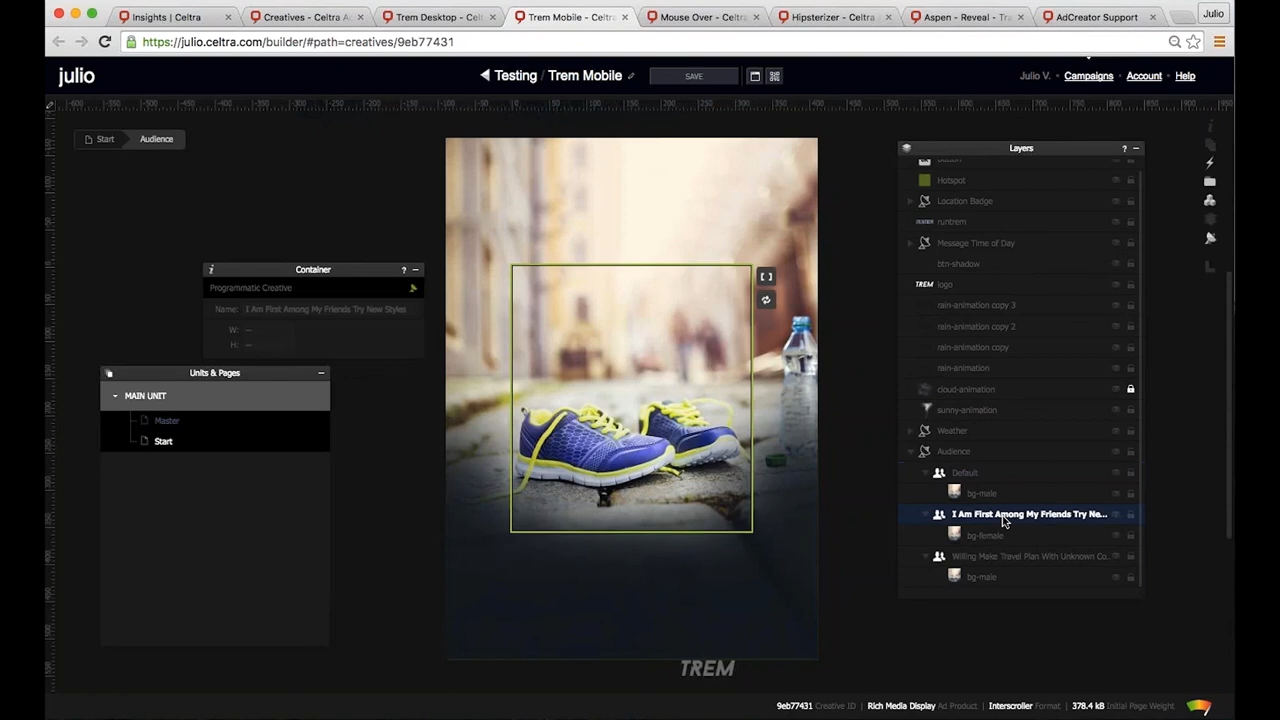 Insights | Celtra
Creatives - Celtra A
Trem Desktop - Celt
Trem Mobile - Celtra
Mouse Over - Celtra
Hipsterizer - Celtra
Aspen - Reveal - Tra
AdCreator Support
Julio
https://julio.celtra.com/builder/#path=creatives/9eb77431
julio
Testing / Trem Mobile
SAVE
Julio V.
Campaigns
Account
Help
Start
Audience
Layers
?
Hotspot
Location Badge
runtrem
Message Time of Day
btn-shadow
TREM logo
rain-animation copy 3
rain-animation copy 2
rain-animation copy
rain-animation
cloud-animation
sunny-animation
Weather
Audience
Default
bg-male
I Am First Among My Friends Try Ne...
bg-female
Willing Make Travel Plan With Unknown Co...
bg-male
Container
?
Programmatic Creative
Name: I Am First Among My Friends Try New Styles
W: —
H: —
Units & Pages
MAIN UNIT
Master
Start
TREM
9eb77431 Creative ID | Rich Media Display Ad Product | Interscroller Format | 378.4 kB Initial Page Weight